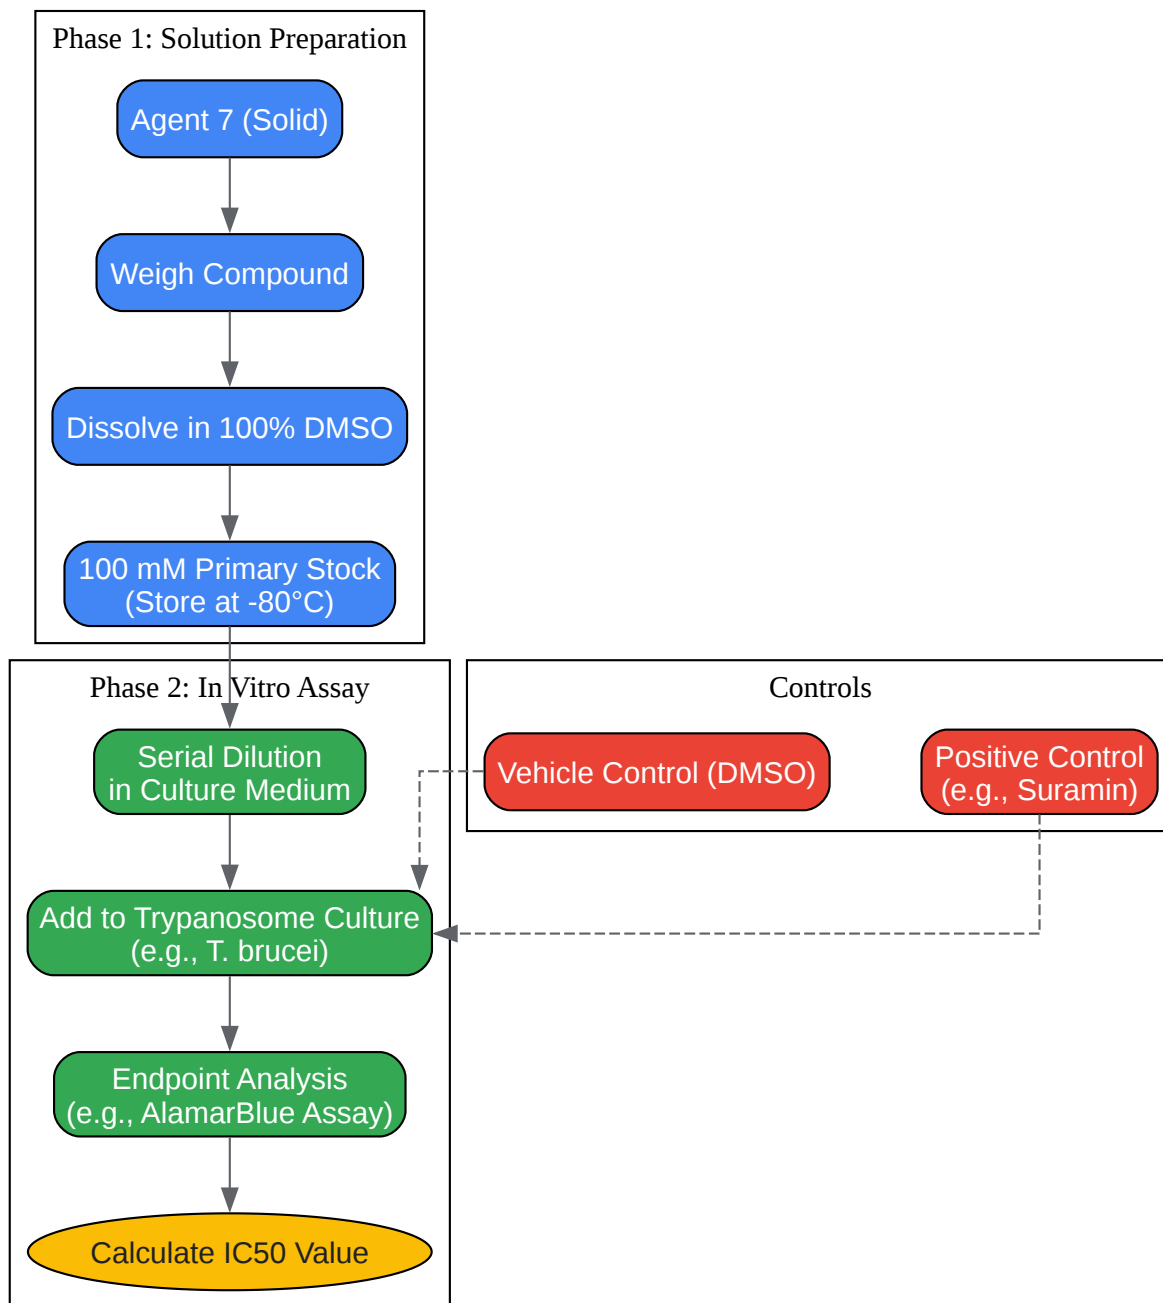 Phase 1: Solution Preparation
Agent 7 (Solid)
Weigh Compound
Dissolve in 100% DMSO
100 mM Primary Stock
(Store at -80°C)
Phase 2: In Vitro Assay
Serial Dilution
in Culture Medium
Add to Trypanosome Culture
(e.g., T. brucei)
Endpoint Analysis
(e.g., AlamarBlue Assay)
Calculate IC50 Value
Controls
Vehicle Control (DMSO)
Positive Control
(e.g., Suramin)